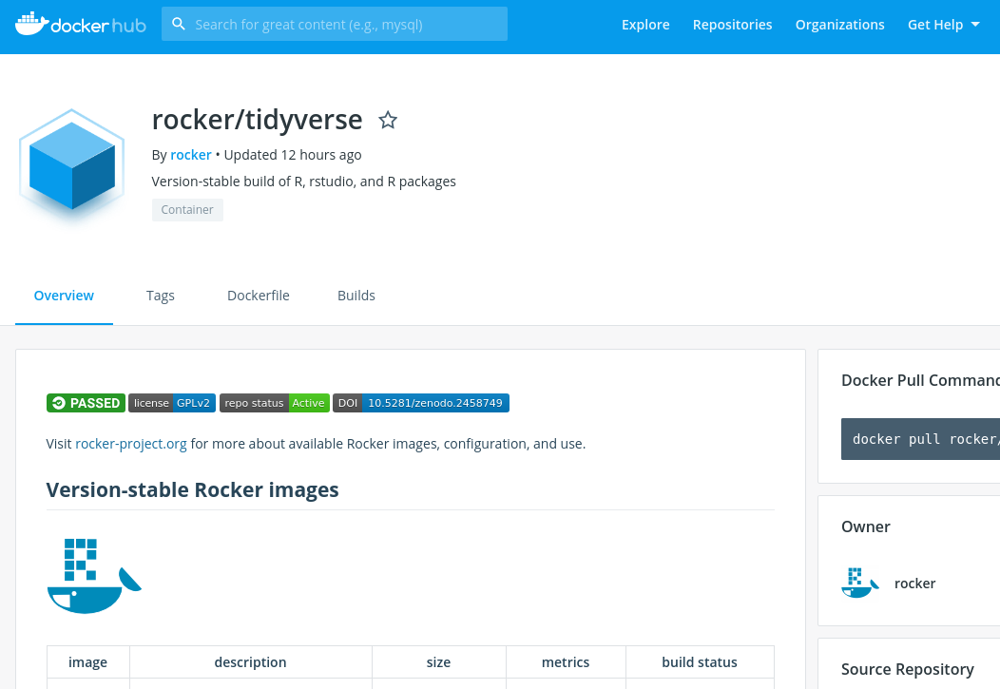 docker hub
Search for great content (e.g., mysql)
Explore
Repositories
Organizations
Get Help
rocker/tidyverse
By rocker • Updated 12 hours ago
Version-stable build of R, rstudio, and R packages
Container
Overview
Tags
Dockerfile
Builds
PASSED license GPLv2 repo status Active DOI 10.5281/zenodo.2458749
Visit rocker-project.org for more about available Rocker images, configuration, and use.
Version-stable Rocker images
R
image description size metrics build status
Docker Pull Command
docker pull rocker/
Owner
R
rocker
Source Repository